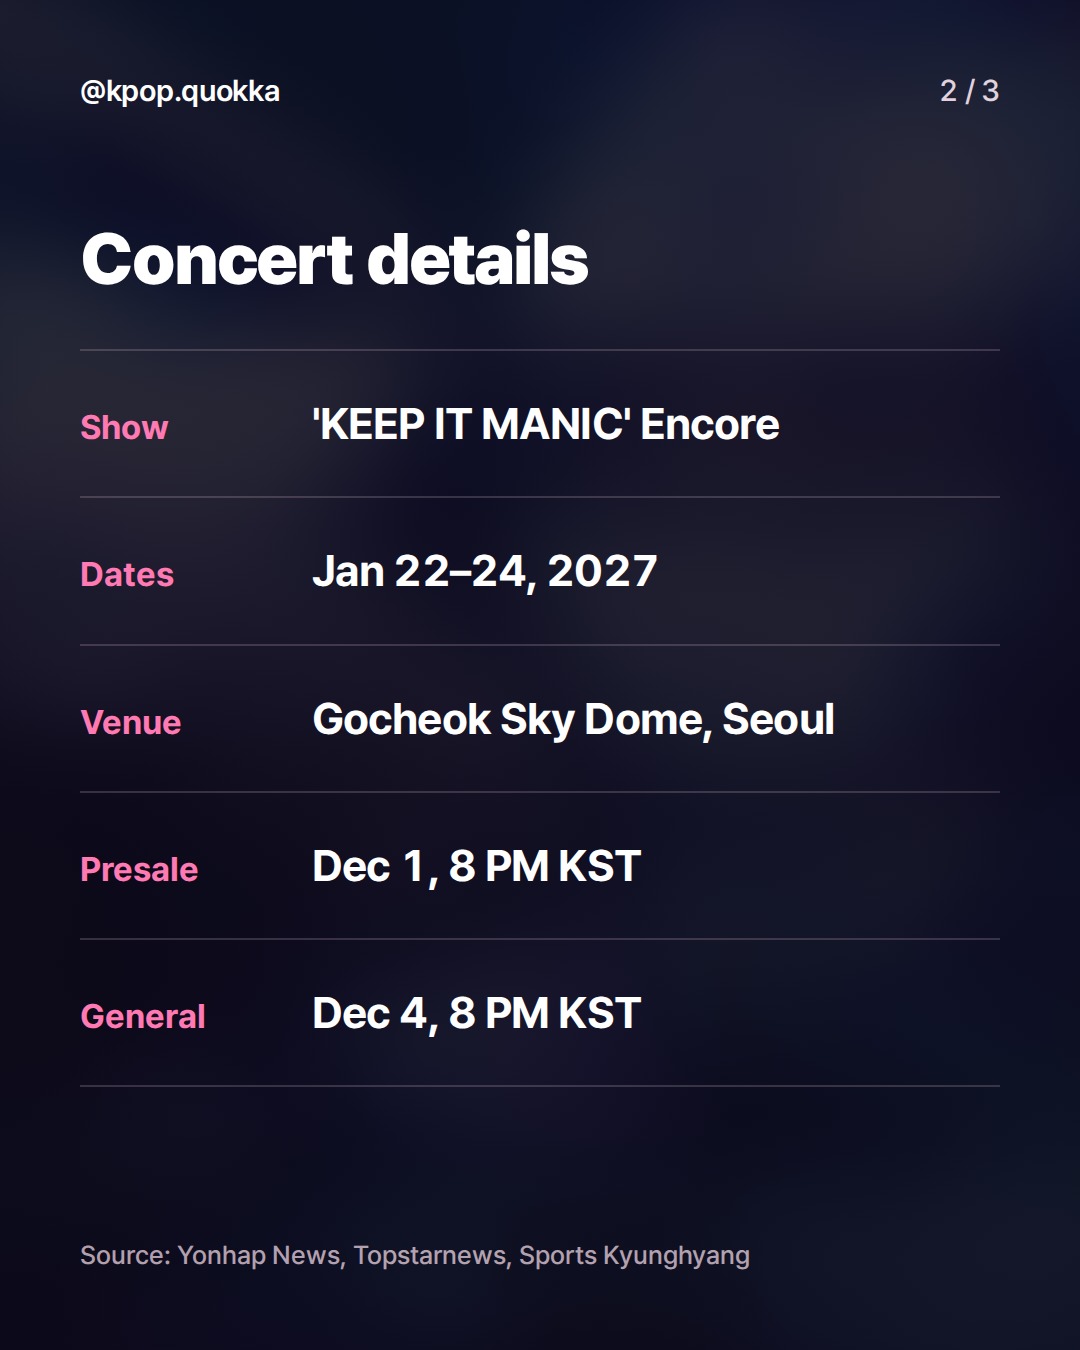 @kpop.quokka
2 / 3
Concert details
Show 'KEEP IT MANIC' Encore
Dates Jan 22–24, 2027
Venue Gocheok Sky Dome, Seoul
Presale Dec 1, 8 PM KST
General Dec 4, 8 PM KST
Source: Yonhap News, Topstarnews, Sports Kyunghyang